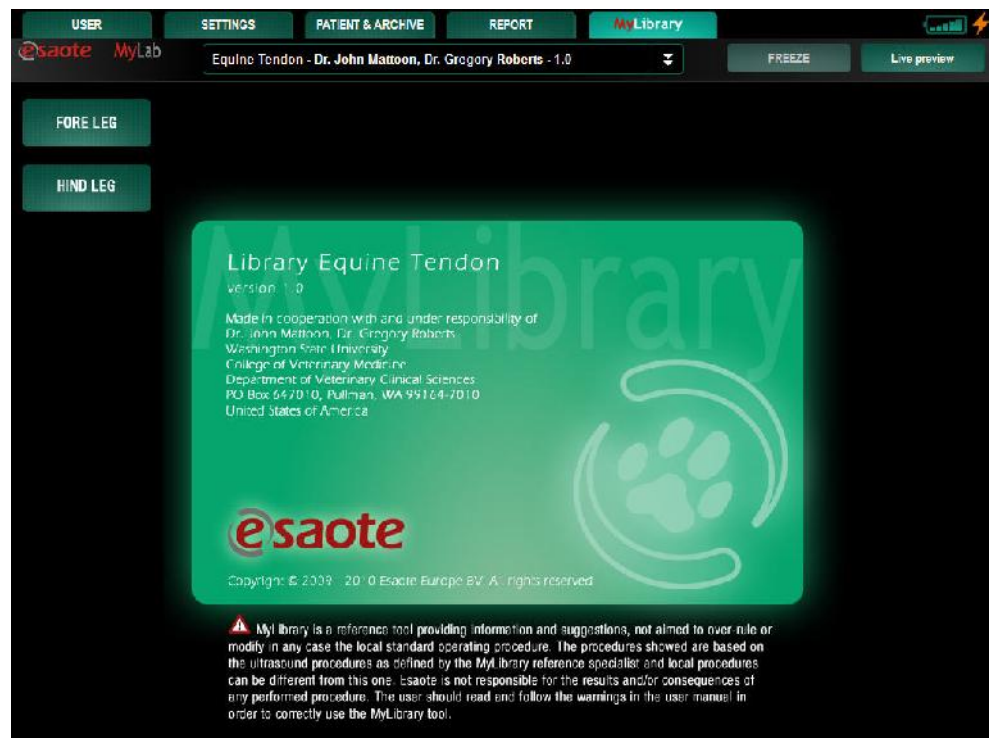 USER SETTINGS PATIENT & ARCHIVE REPORT MyLibrary
esaote MyLab Equine Tendon - Dr. John Mattoon, Dr. Gregory Roberts - 1.0 FREEZE Live preview
FORE LEG
HIND LEG
MyLibrary
Library Equine Tendon
version 1.0
Made in cooperation with and under responsibility of
Dr. John Mattoon, Dr. Gregory Roberts
Washington State University
College of Veterinary Medicine
Department of Veterinary Clinical Sciences
PO Box 647010, Pullman, WA 99164-7010
United States of America
esaote
Copyright © 2009 - 2010 Esaote Europe BV. All rights reserved
MyLibrary is a reference tool providing information and suggestions, not aimed to over-rule or
modify in any case the local standard operating procedure. The procedures showed are based on
the ultrasound procedures as defined by the MyLibrary reference specialist and local procedures
can be different from this one. Esaote is not responsible for the results and/or consequences of
any performed procedure. The user should read and follow the warnings in the user manual in
order to correctly use the MyLibrary tool.